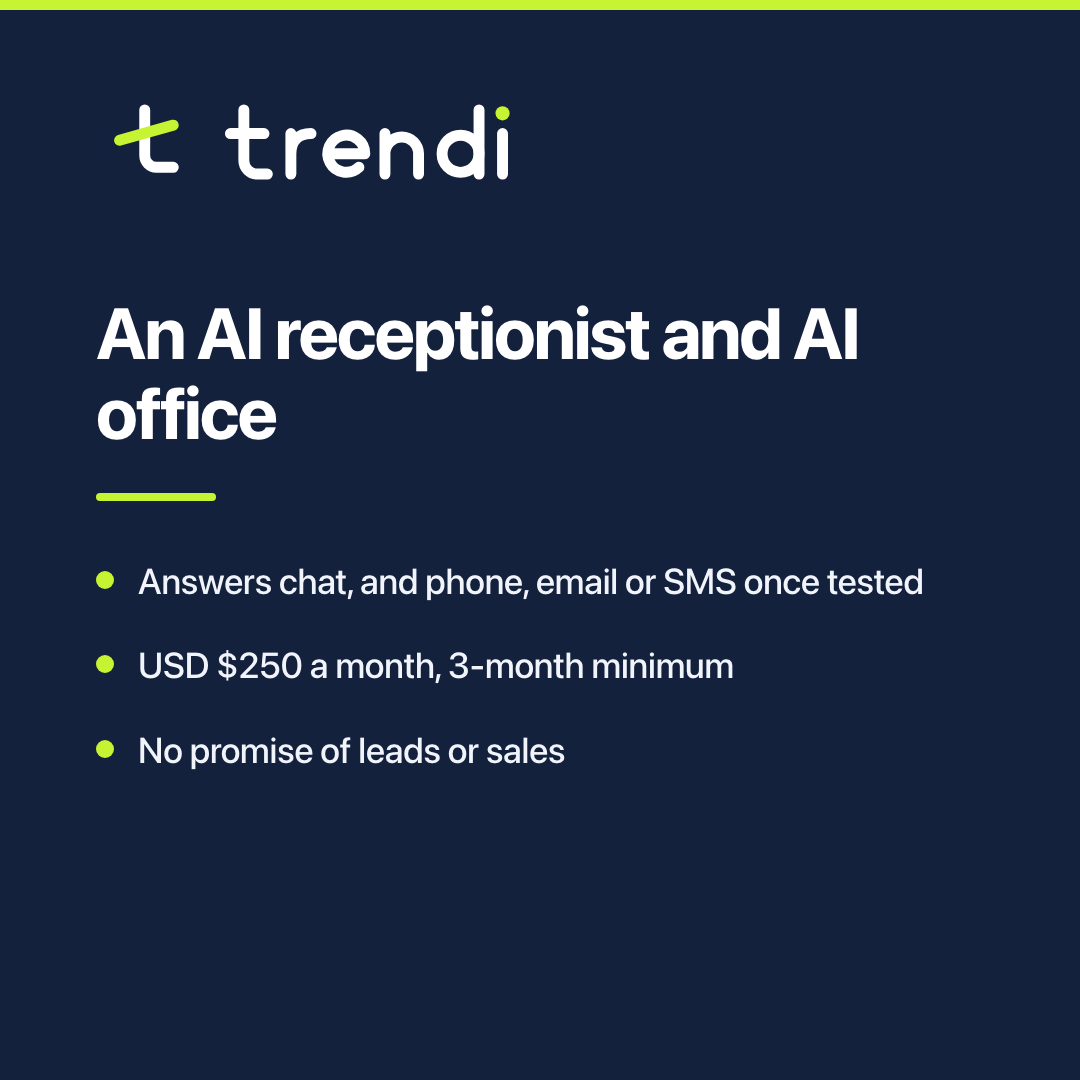 t trendi
An AI receptionist and AI
office
Answers chat, and phone, email or SMS once tested
USD $250 a month, 3-month minimum
No promise of leads or sales